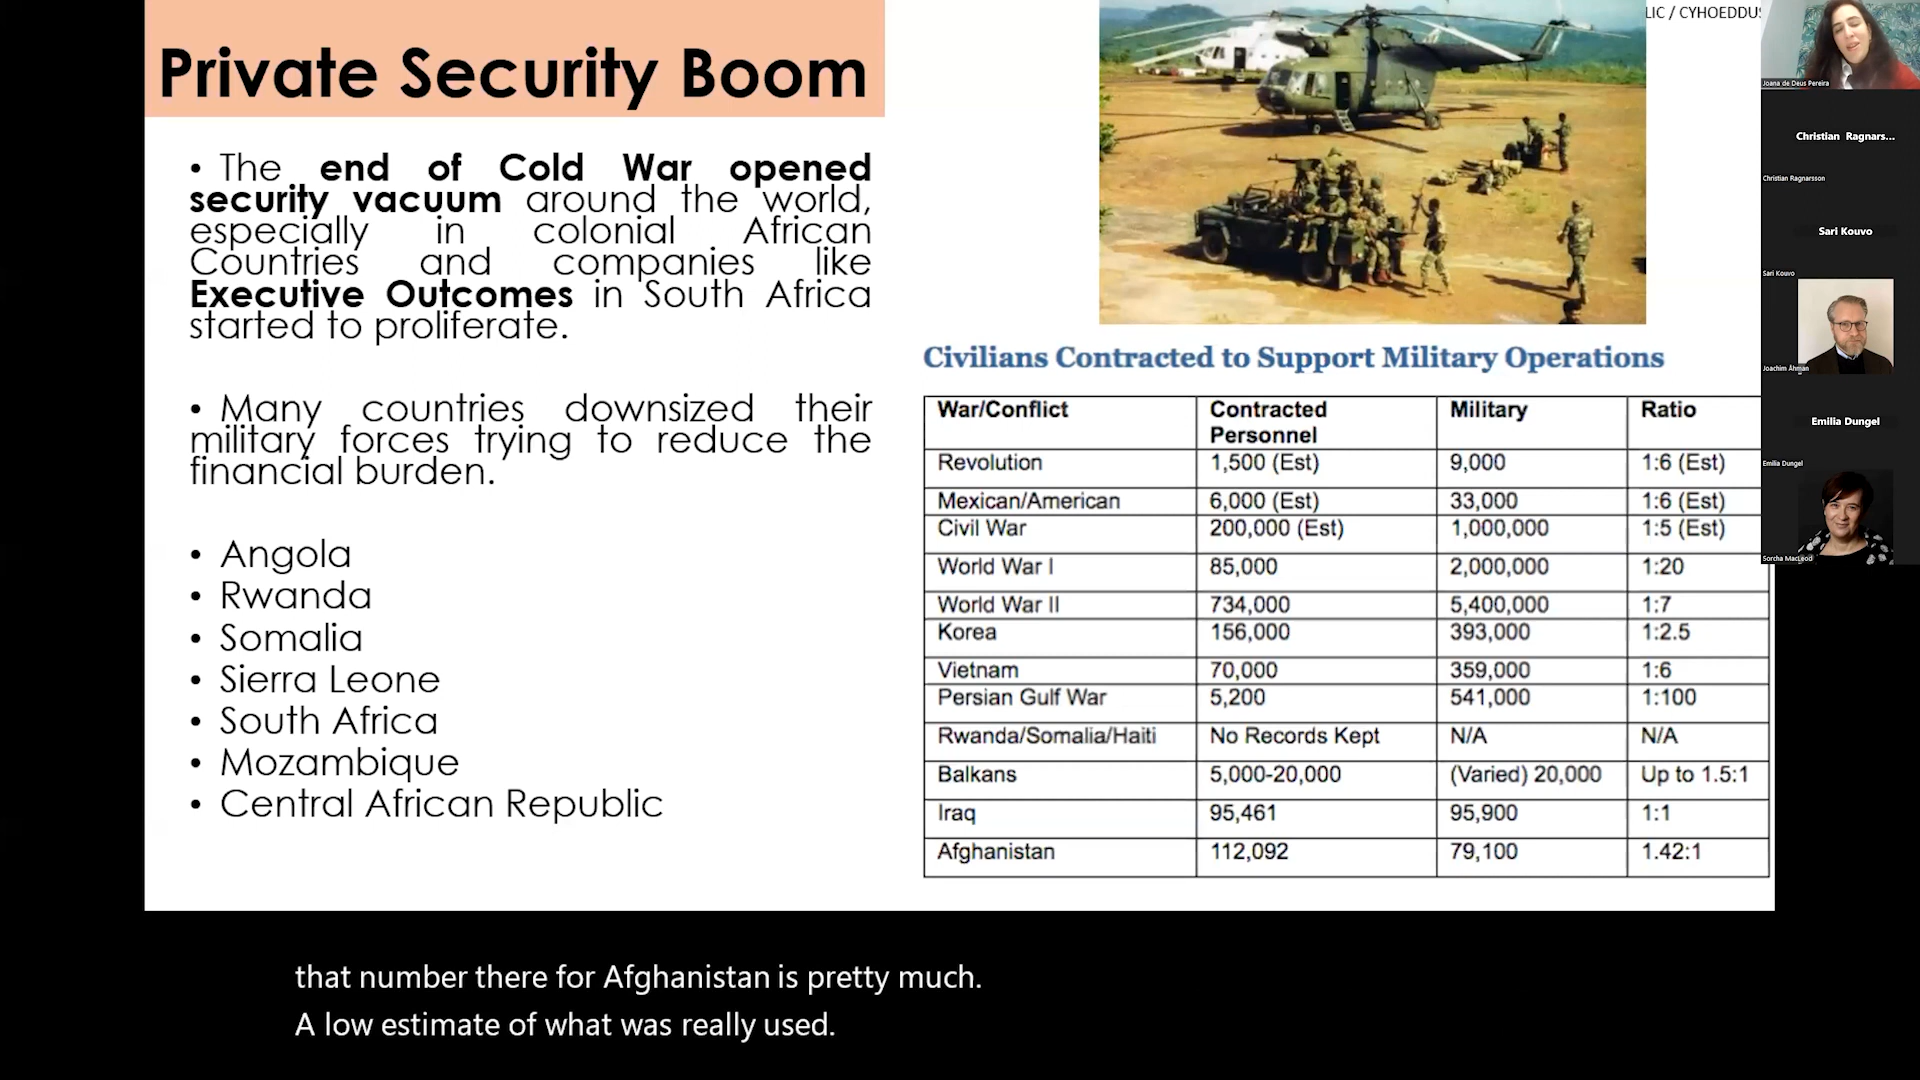 Private Security Boom
• The end of Cold War opened
security vacuum around the world,
especially in colonial African
Countries and companies like
Executive Outcomes in South Africa
started to proliferate.
• Many countries downsized their
military forces trying to reduce the
financial burden.
• Angola
• Rwanda
• Somalia
• Sierra Leone
• South Africa
• Mozambique
• Central African Republic
LIC / CYHOEDDUS
Civilians Contracted to Support Military Operations
War/Conflict Contracted Personnel Military Ratio
Revolution 1,500 (Est) 9,000 1:6 (Est)
Mexican/American 6,000 (Est) 33,000 1:6 (Est)
Civil War 200,000 (Est) 1,000,000 1:5 (Est)
World War I 85,000 2,000,000 1:20
World War II 734,000 5,400,000 1:7
Korea 156,000 393,000 1:2.5
Vietnam 70,000 359,000 1:6
Persian Gulf War 5,200 541,000 1:100
Rwanda/Somalia/Haiti No Records Kept N/A N/A
Balkans 5,000-20,000 (Varied) 20,000 Up to 1.5:1
Iraq 95,461 95,900 1:1
Afghanistan 112,092 79,100 1.42:1
Joana de Deus Pereira
Christian Ragnars...
Christian Ragnarsson
Sari Kouvo
Sari Kouvo
Joachim Åhman
Emilia Dungel
Emilia Dungel
Sorcha MacLeod
that number there for Afghanistan is pretty much.
A low estimate of what was really used.